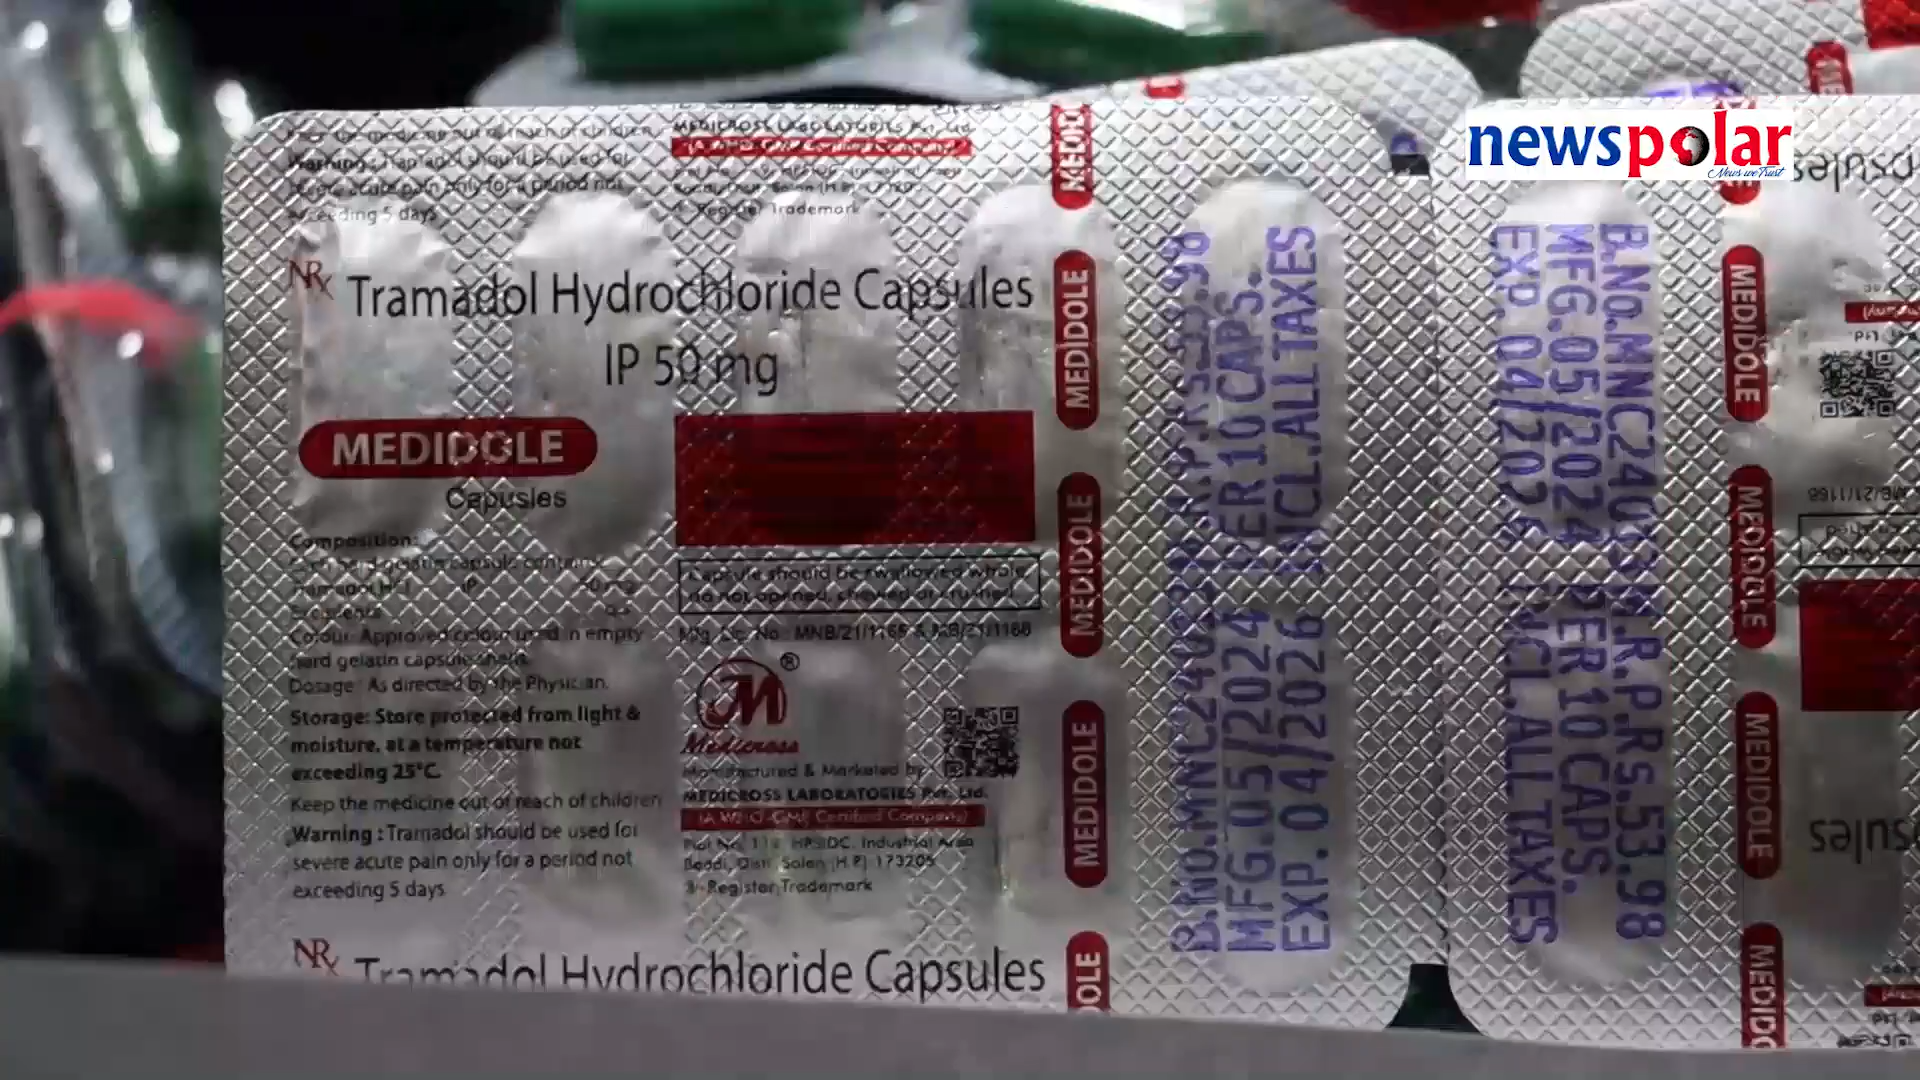 newspolar
News we Trust
Keep the medicine out of reach of children
Warning : Tramadol should be used for
severe acute pain only for a period not
exceeding 5 days
MEDICROSS LABORATORIES Pvt. Ltd.
(A WHO-GMP Certified Company)
Register Trademark
NRx Tramadol Hydrochloride Capsules
IP 50 mg
MEDIDOLE
Capusles
Composition:
Each hard gelatin capsule contains:
Tramadol HCl IP 50 mg
Excipients q.s.
Colour: Approved colour used in empty
hard gelatin capsule shells.
Dosage: As directed by the Physician.
Storage: Store protected from light &
moisture, at a temperature not
exceeding 25°C.
Keep the medicine out of reach of children
Warning : Tramadol should be used for
severe acute pain only for a period not
exceeding 5 days
Capsule should be swallowed whole,
do not opened, chewed or crushed.
Mfg. Lic. No.: MNB/21/1165 & MB/21/1166
M®
Medicross
Manufactured & Marketed by:
MEDICROSS LABORATORIES Pvt. Ltd.
(A WHO-GMP Certified Company)
HPSIDC, Industrial Area
Baddi, Distt. Solan (H.P.) 173205
Register Trademark
NRx Tramadol Hydrochloride Capsules
MEDIDOLE
MEDIDOLE
MEDIDOLE
B.No.MNC2403
M.R.P.RS.53.98
MFG.05/2024 PER 10 CAPS.
EXP. 04/2026 INCL.ALL TAXES
B.No.MNC2403
M.R.P.RS.53.98
MFG.05/2024 PER 10 CAPS.
EXP. 04/2026 INCL.ALL TAXES
MEDIDOLE
MEDIDOLE
MEDIDOLE